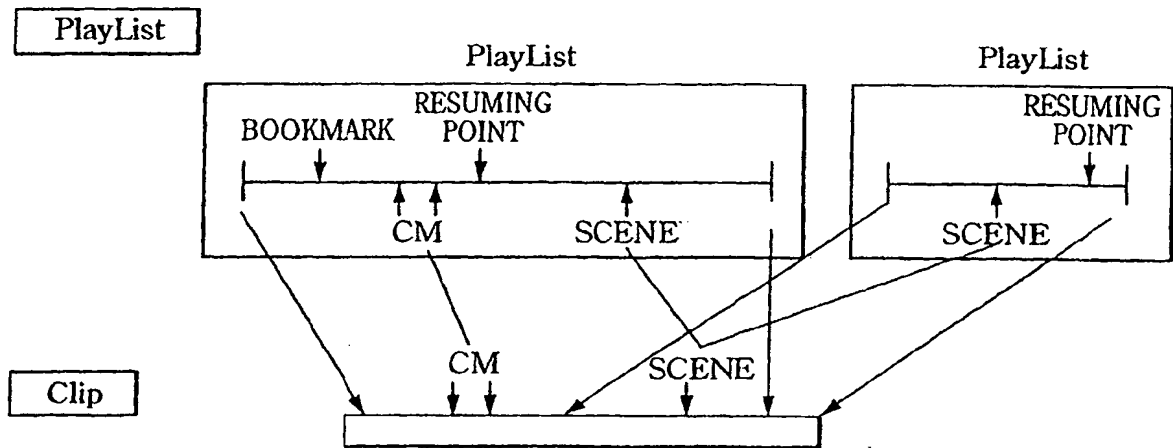 PlayList
PlayList
PlayList
BOOKMARK
RESUMING
POINT
CM
SCENE
RESUMING
POINT
SCENE
CM
SCENE
Clip